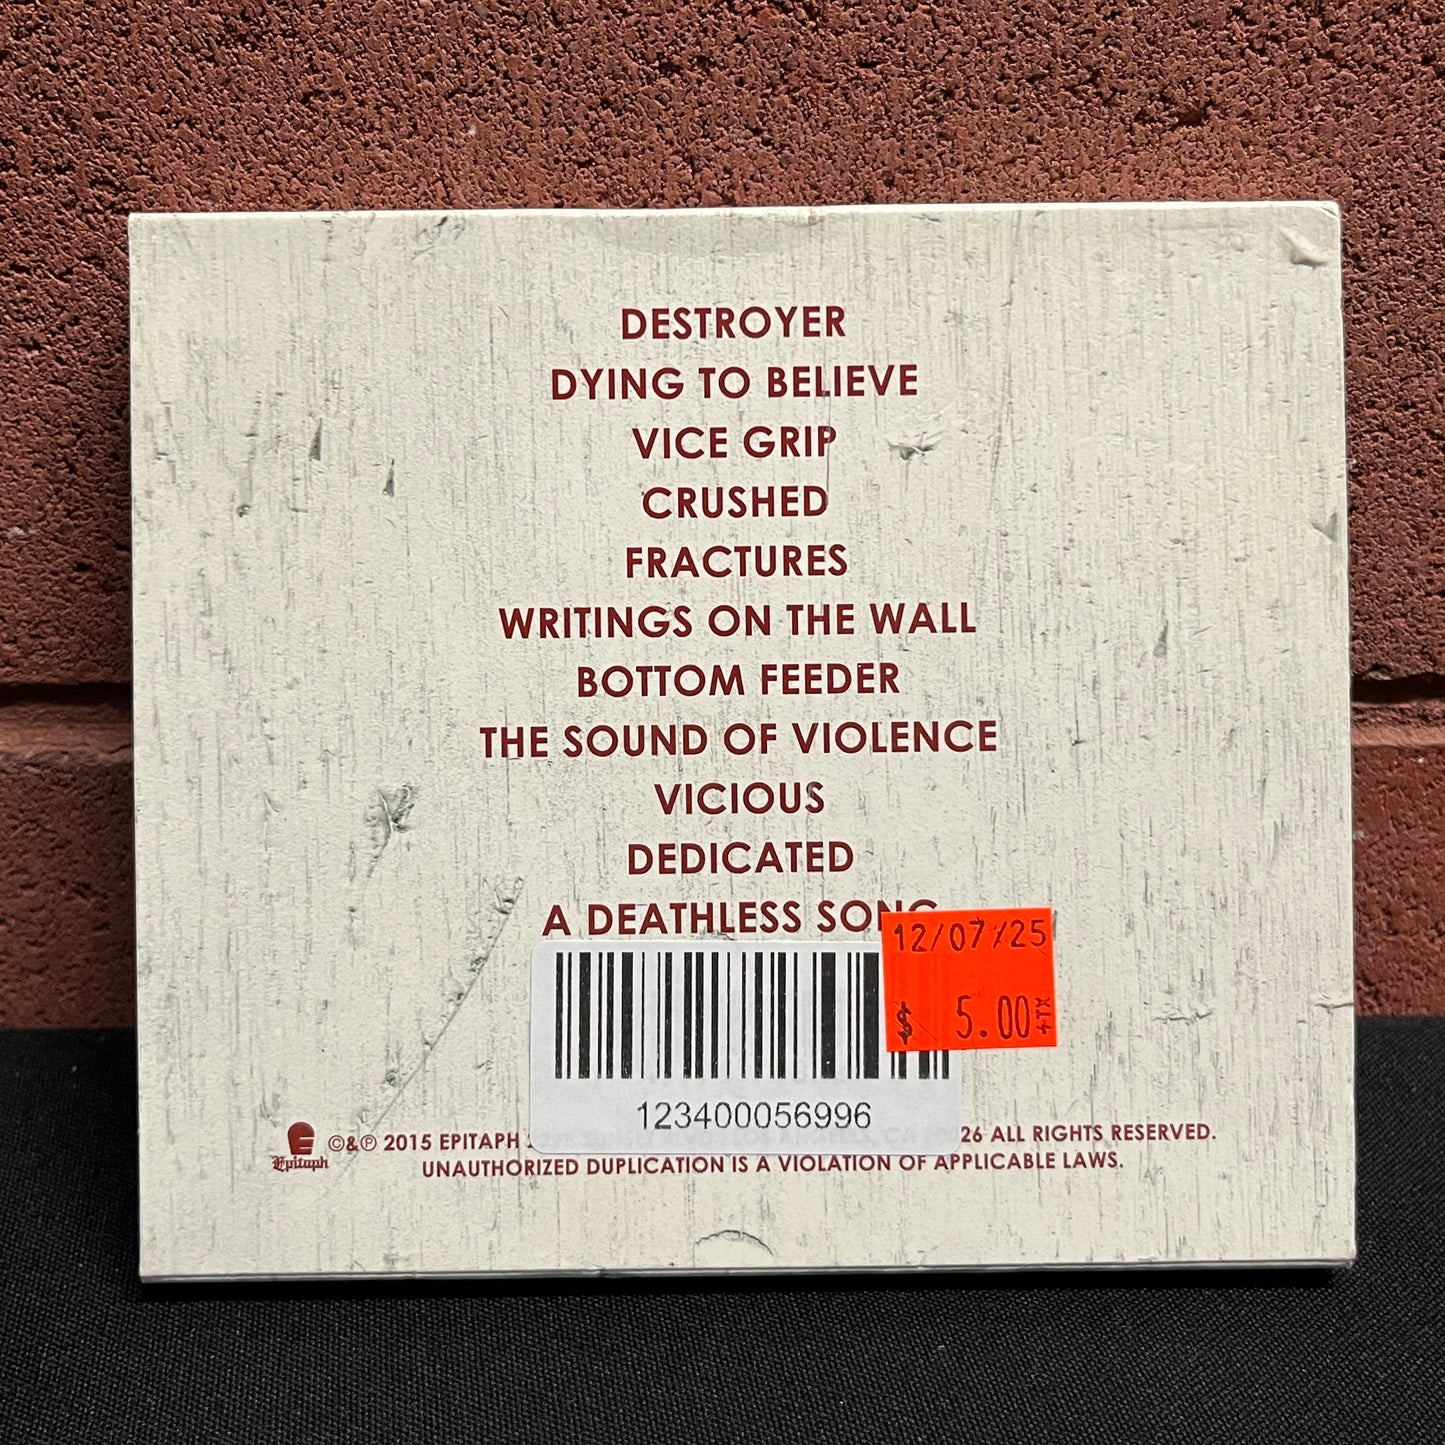 DESTROYER
DYING TO BELIEVE
VICE GRIP
CRUSHED
FRACTURES
WRITINGS ON THE WALL
BOTTOM FEEDER
THE SOUND OF VIOLENCE
VICIOUS
DEDICATED
A DEATHLESS SONG
12/07/25
$ 5.00 +TX
123400056996
Epitaph
©&℗ 2015 EPITAPH 26 ALL RIGHTS RESERVED.
UNAUTHORIZED DUPLICATION IS A VIOLATION OF APPLICABLE LAWS.